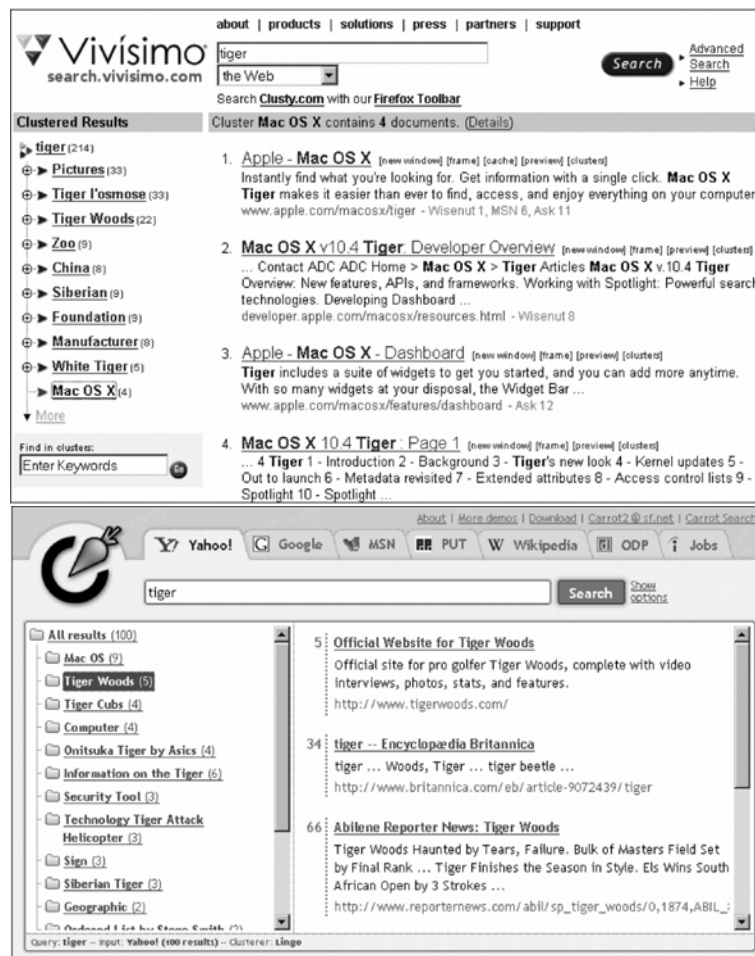 about | products | solutions | press | partners | support
Vivísimo
search.vivisimo.com
tiger
the Web
Search
Advanced
Search
Help
Search Clusty.com with our Firefox Toolbar
Clustered Results
Cluster Mac OS X contains 4 documents. (Details)
tiger (214)
Pictures (33)
Tiger l'osmose (33)
Tiger Woods (22)
Zoo (9)
China (8)
Siberian (9)
Foundation (9)
Manufacturer (8)
White Tiger (5)
Mac OS X (4)
More
Find in clusters:
Enter Keywords
Go
1. Apple - Mac OS X [new window] [frame] [cache] [preview] [clusters]
Instantly find what you're looking for. Get information with a single click. Mac OS X
Tiger makes it easier than ever to find, access, and enjoy everything on your computer
www.apple.com/macosx/tiger - Wisenut 1, MSN 6, Ask 11
2. Mac OS X v10.4 Tiger: Developer Overview [new window] [frame] [preview] [clusters]
... Contact ADC ADC Home > Mac OS X > Tiger Articles Mac OS X v.10.4 Tiger
Overview: New features, APIs, and frameworks. Working with Spotlight: Powerful search
technologies. Developing Dashboard ...
developer.apple.com/macosx/resources.html - Wisenut 8
3. Apple - Mac OS X - Dashboard [new window] [frame] [preview] [clusters]
Tiger includes a suite of widgets to get you started, and you can add more anytime.
With so many widgets at your disposal, the Widget Bar ...
www.apple.com/macosx/features/dashboard - Ask 12
4. Mac OS X 10.4 Tiger : Page 1 [new window] [frame] [preview] [clusters]
... 4 Tiger 1 - Introduction 2 - Background 3 - Tiger's new look 4 - Kernel updates 5 -
Out to launch 6 - Metadata revisited 7 - Extended attributes 8 - Access control lists 9 -
Spotlight 10 - Spotlight ...
About | More demos | Download | Carrot2 @ sf.net | Carrot Search
Yahoo! Google MSN PUT Wikipedia ODP Jobs
tiger
Search
Show
options
All results (100)
Mac OS (9)
Tiger Woods (5)
Tiger Cubs (4)
Computer (4)
Onitsuka Tiger by Asics (4)
Information on the Tiger (6)
Security Tool (3)
Technology Tiger Attack
Helicopter (3)
Sign (3)
Siberian Tiger (3)
Geographic (2)
Ordered List by Steve Smith (2)
5 Official Website for Tiger Woods
Official site for pro golfer Tiger Woods, complete with video
interviews, photos, stats, and features.
http://www.tigerwoods.com/
34 tiger -- Encyclopædia Britannica
tiger ... Woods, Tiger ... tiger beetle ...
http://www.britannica.com/eb/article-9072439/tiger
66 Abilene Reporter News: Tiger Woods
Tiger Woods Haunted by Tears, Failure. Bulk of Masters Field Set
by Final Rank ... Tiger Finishes the Season in Style. Els Wins South
African Open by 3 Strokes ...
http://www.reporternews.com/abil/sp_tiger_woods/0,1874,ABIL_
Query: tiger -- Input: Yahoo! (100 results) -- Clusterer: Lingo